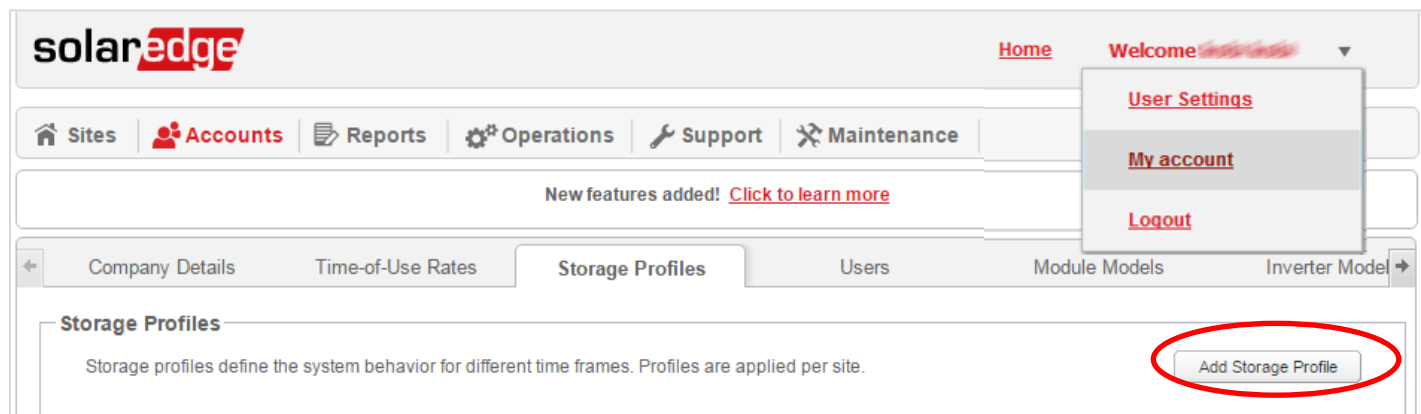 solaredge
Home Welcome
User Settings
My account
Logout
Sites Accounts Reports Operations Support Maintenance
New features added! Click to learn more
Company Details Time-of-Use Rates Storage Profiles Users Module Models Inverter Model
Storage Profiles
Storage profiles define the system behavior for different time frames. Profiles are applied per site.
Add Storage Profile